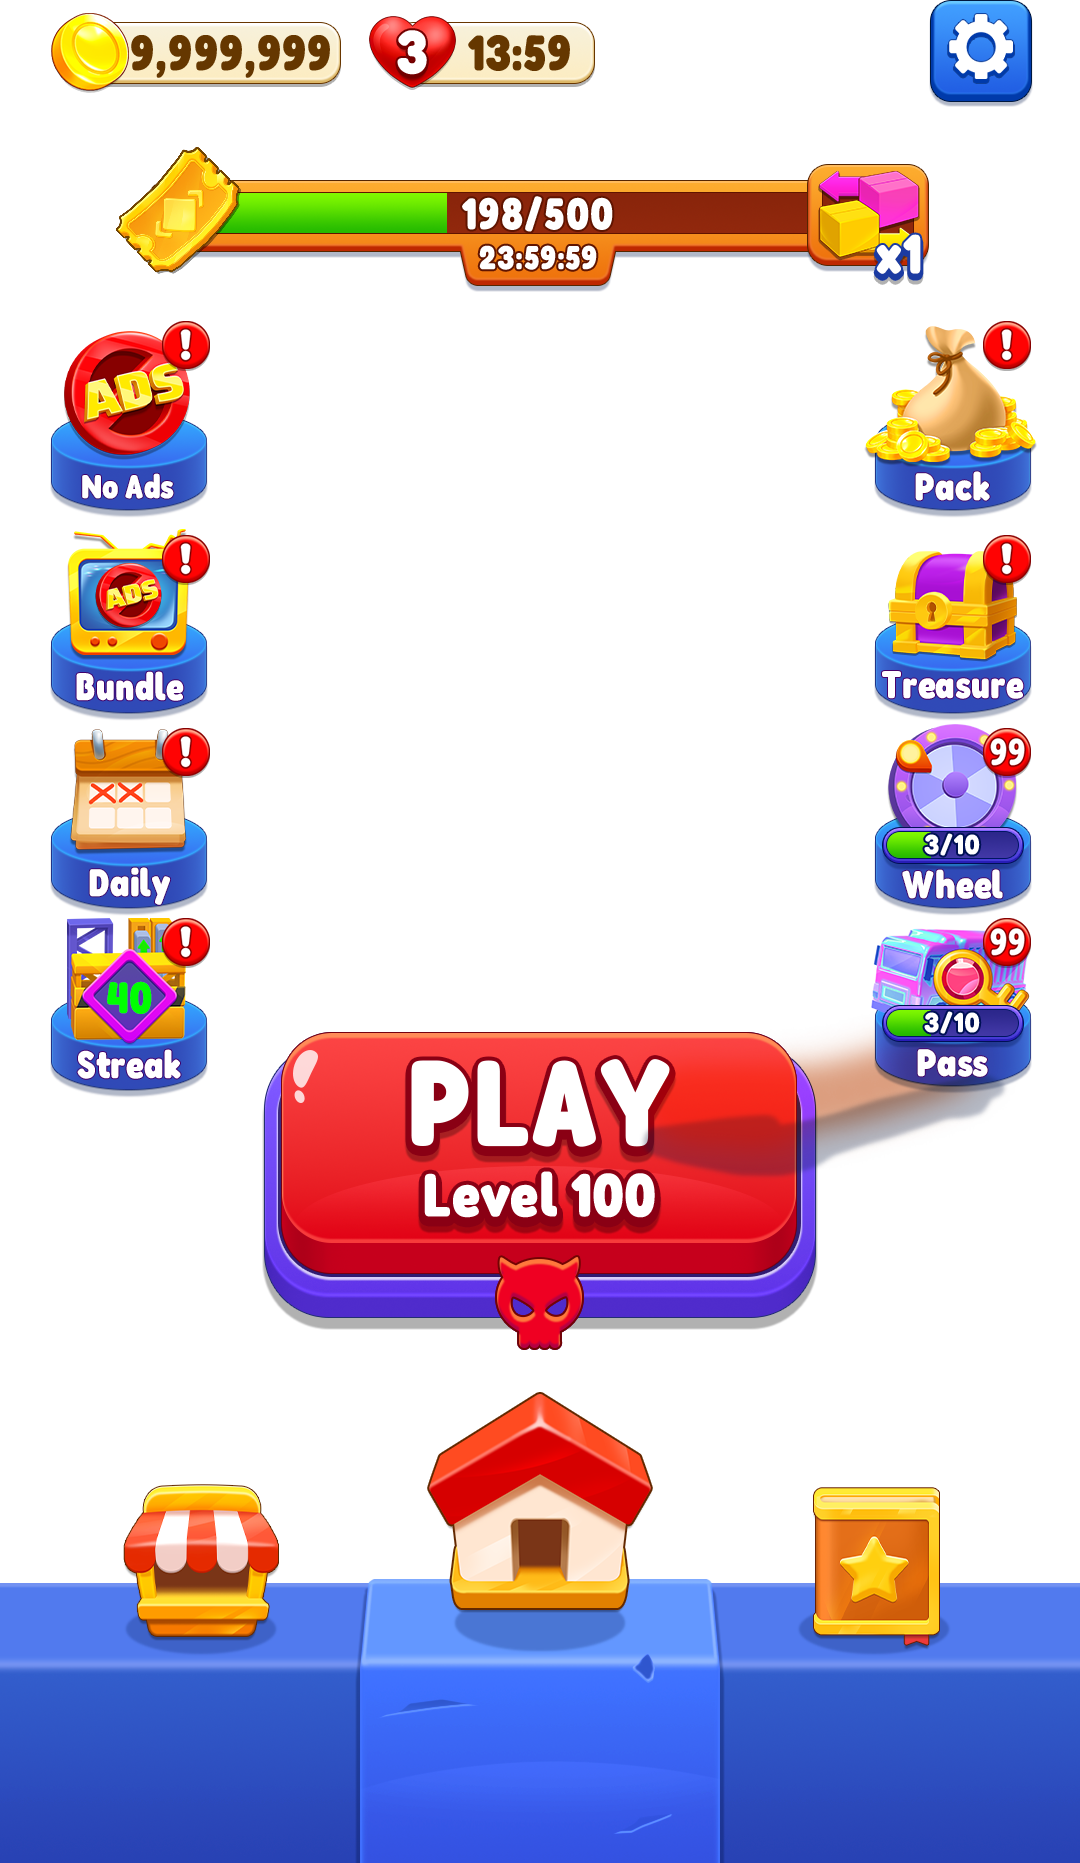 9,999,999
3 13:59
198/500
23:59:59
x1
ADS
!
No Ads
!
Pack
ADS
!
Bundle
!
Treasure
!
Daily
99
3/10
Wheel
40
!
Streak
99
3/10
Pass
PLAY
Level 100